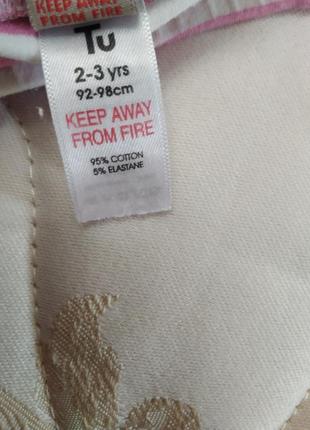 KEEP AWAY
FROM FIRE
Tu
2-3 yrs
92-98cm
KEEP AWAY
FROM FIRE
95% COTTON
5% ELASTANE